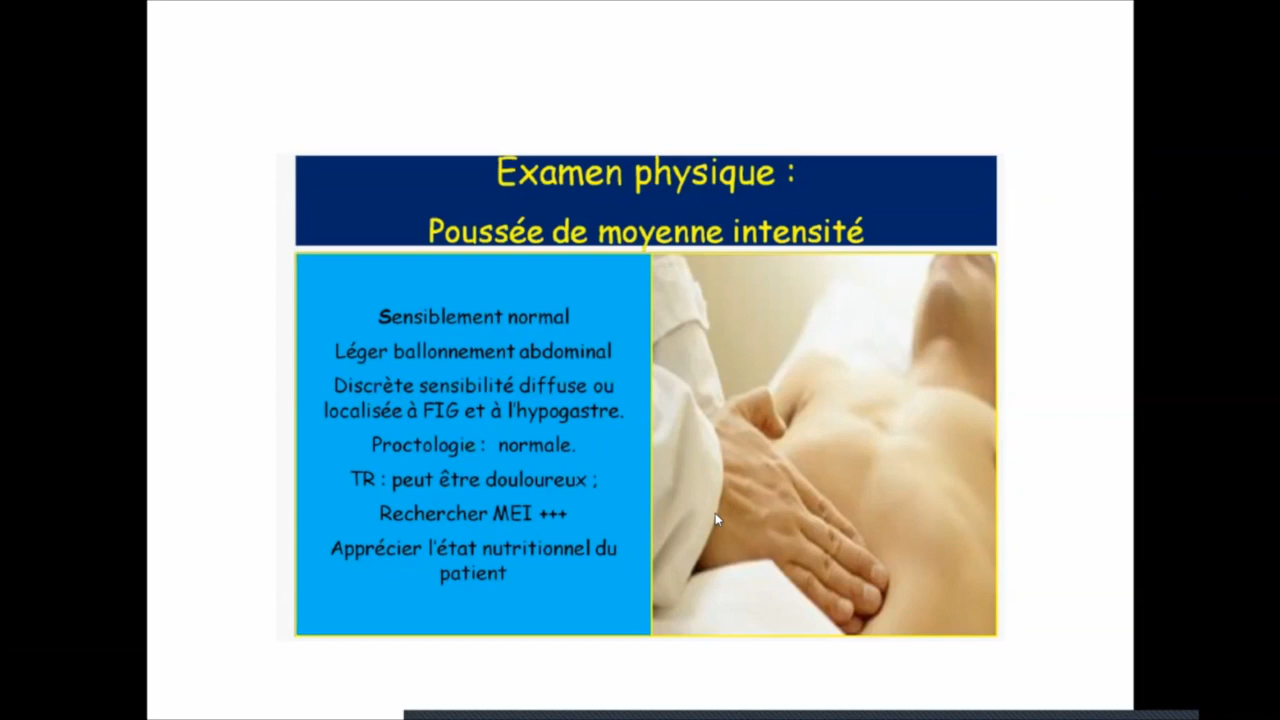 Examen physique :
Poussée de moyenne intensité
Sensiblement normal
Léger ballonnement abdominal
Discrète sensibilité diffuse ou
localisée à FIG et à l'hypogastre.
Proctologie : normale.
TR : peut être douloureux ;
Rechercher MEI +++
Apprécier l'état nutritionnel du
patient